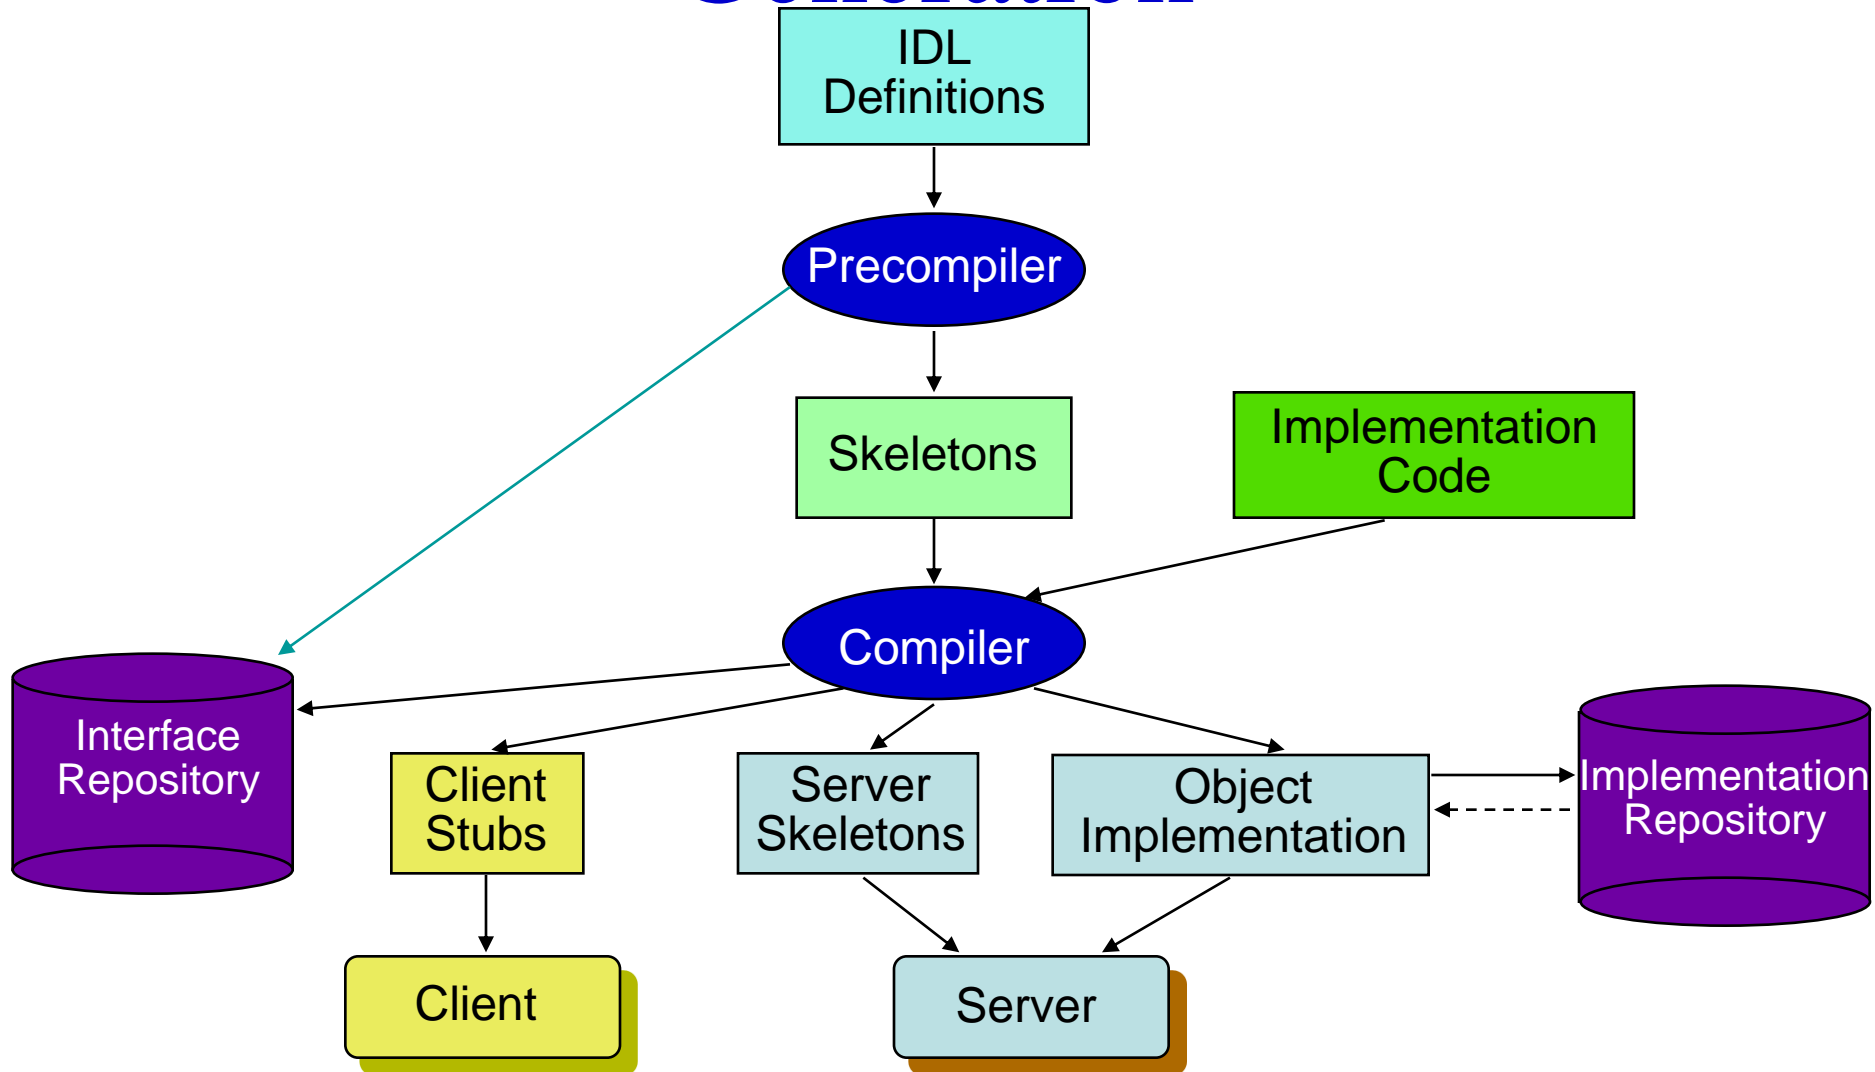 Generation
IDL
Definitions
Precompiler
Skeletons
Implementation
Code
Compiler
Interface
Repository
Client
Stubs
Server
Skeletons
Object
Implementation
Implementation
Repository
Client
Server